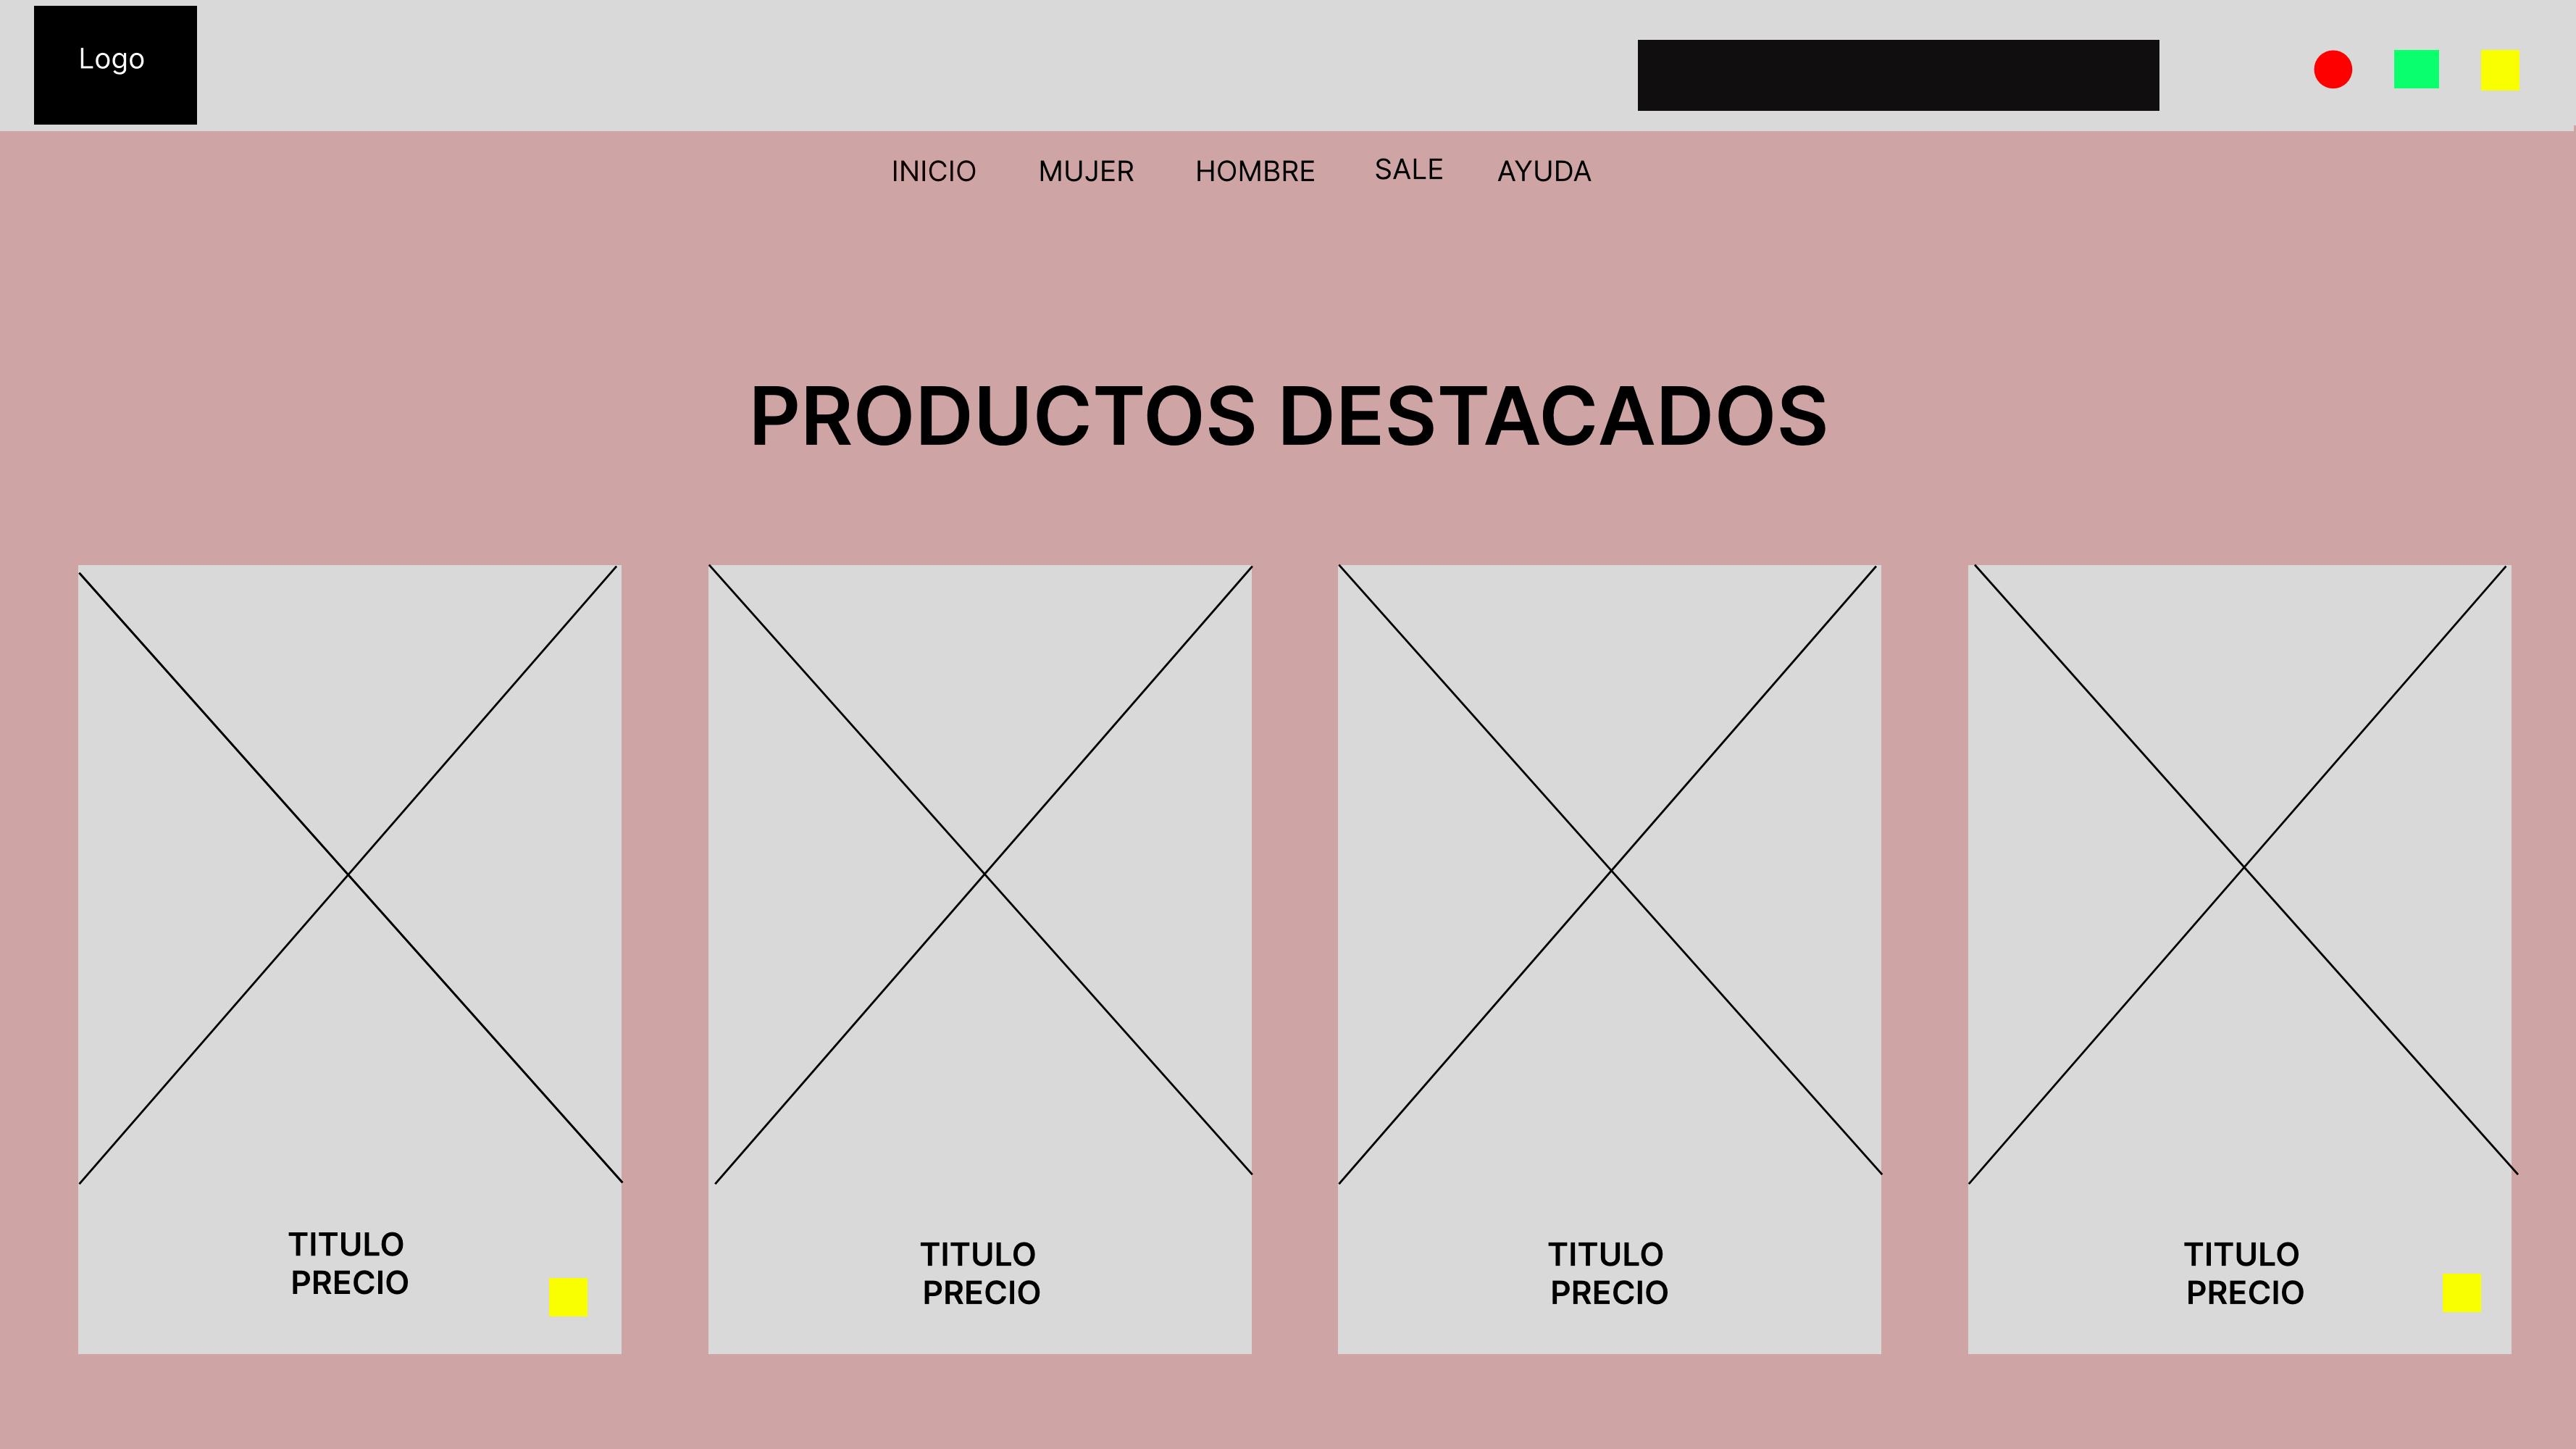 Logo
INICIO MUJER HOMBRE SALE AYUDA
PRODUCTOS DESTACADOS
TITULO
PRECIO
TITULO
PRECIO
TITULO
PRECIO
TITULO
PRECIO